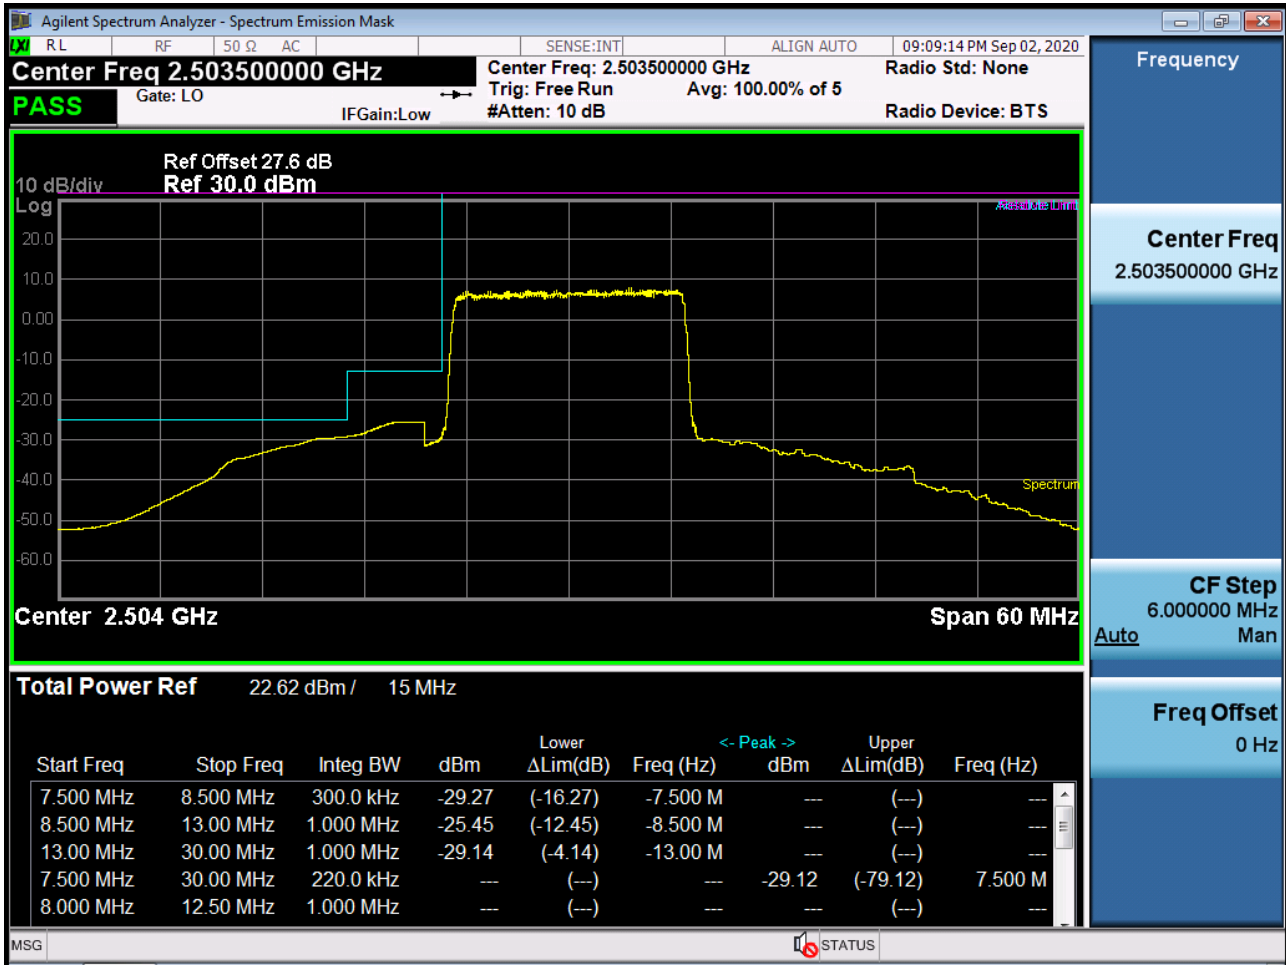 Agilent Spectrum Analyzer - Spectrum Emission Mask
LXI RL RF 50 Ω AC SENSE:INT ALIGN AUTO 09:09:14 PM Sep 02, 2020
Center Freq 2.503500000 GHz
Center Freq: 2.503500000 GHz
Radio Std: None
PASS
Gate: LO
Trig: Free Run
Avg: 100.00% of 5
IFGain:Low
#Atten: 10 dB
Radio Device: BTS
Ref Offset 27.6 dB
10 dB/div
Ref 30.0 dBm
Log
20.0
10.0
0.00
-10.0
-20.0
-30.0
-40.0
Spectrum
-50.0
-60.0
Center 2.504 GHz
Span 60 MHz
Total Power Ref 22.62 dBm / 15 MHz
Lower <- Peak -> Upper
Start Freq Stop Freq Integ BW dBm ΔLim(dB) Freq (Hz) dBm ΔLim(dB) Freq (Hz)
7.500 MHz 8.500 MHz 300.0 kHz -29.27 (-16.27) -7.500 M --- (---) ---
8.500 MHz 13.00 MHz 1.000 MHz -25.45 (-12.45) -8.500 M --- (---) ---
13.00 MHz 30.00 MHz 1.000 MHz -29.14 (-4.14) -13.00 M --- (---) ---
7.500 MHz 30.00 MHz 220.0 kHz --- (---) --- -29.12 (-79.12) 7.500 M
8.000 MHz 12.50 MHz 1.000 MHz --- (---) --- --- (---) ---
MSG
STATUS
Frequency
Center Freq
2.503500000 GHz
CF Step
6.000000 MHz
Auto Man
Freq Offset
0 Hz